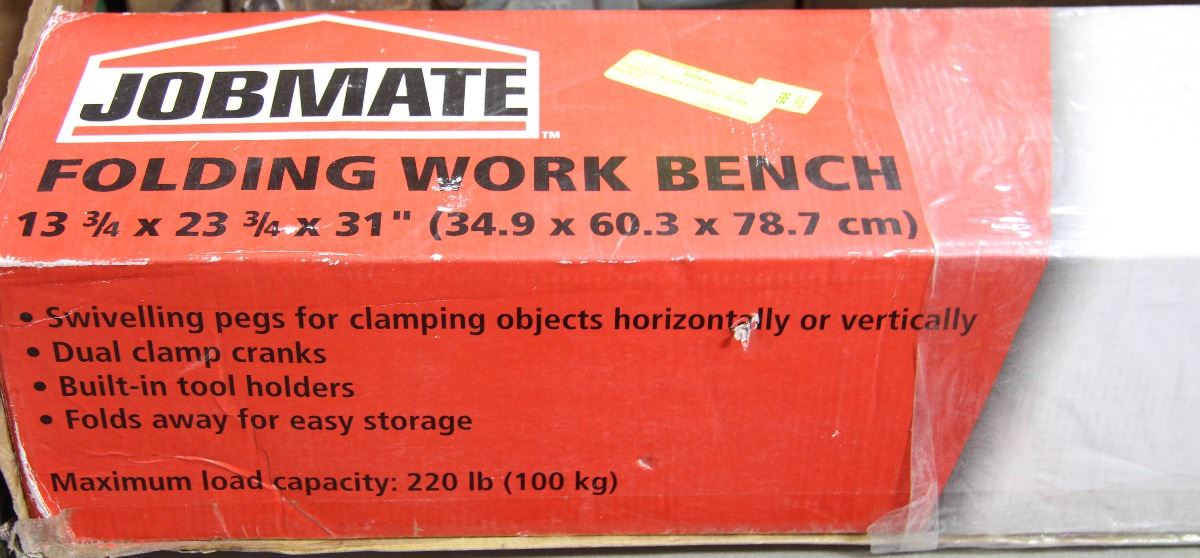 JOBMATE
™
FOLDING WORK BENCH
13 3/4 x 23 3/4 x 31" (34.9 x 60.3 x 78.7 cm)
• Swivelling pegs for clamping objects horizontally or vertically
• Dual clamp cranks
• Built-in tool holders
• Folds away for easy storage
Maximum load capacity: 220 lb (100 kg)